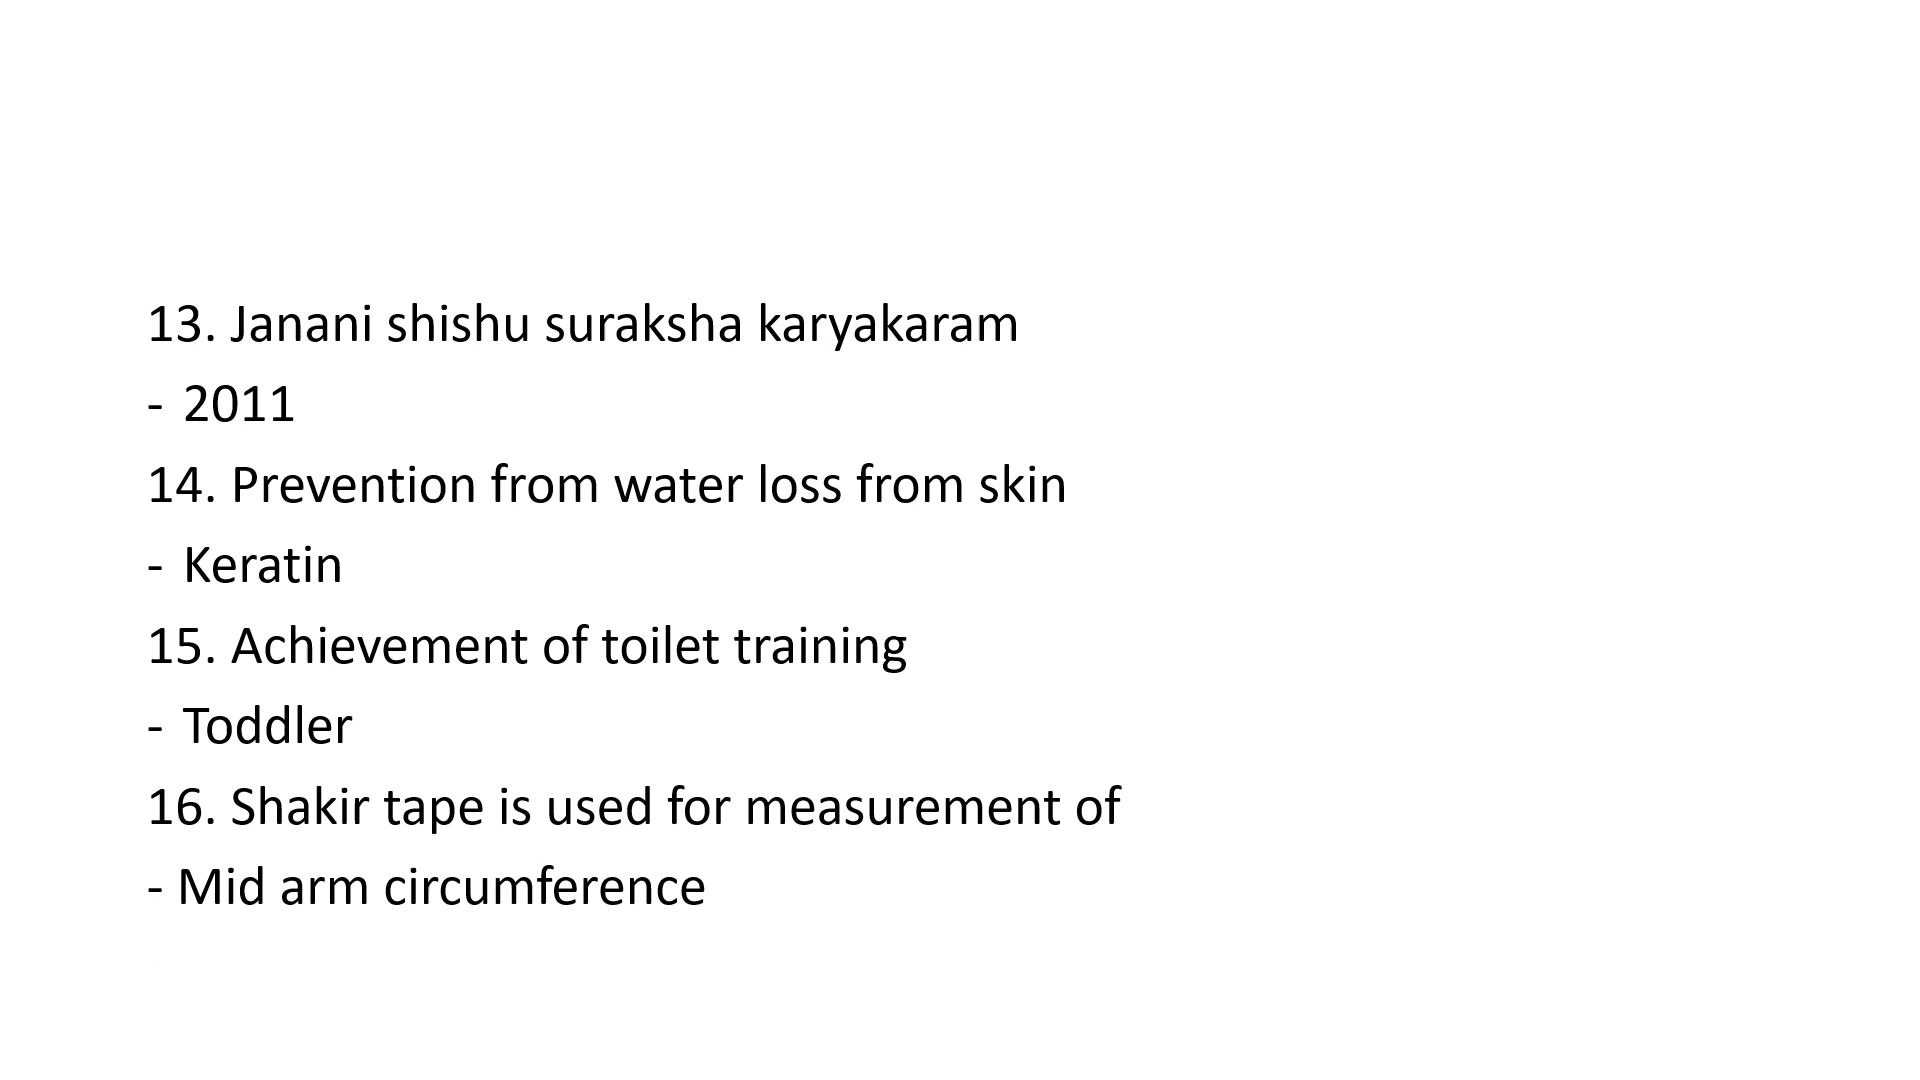 13. Janani shishu suraksha karyakaram
- 2011
14. Prevention from water loss from skin
- Keratin
15. Achievement of toilet training
- Toddler
16. Shakir tape is used for measurement of
- Mid arm circumference